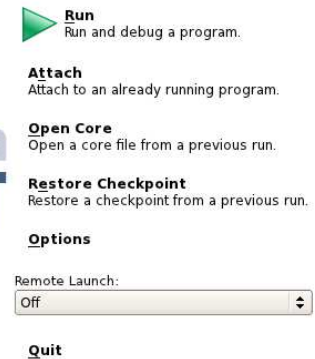 Run
Run and debug a program.
Attach
Attach to an already running program.
Open Core
Open a core file from a previous run.
Restore Checkpoint
Restore a checkpoint from a previous run.
Options
Remote Launch:
Off
Quit